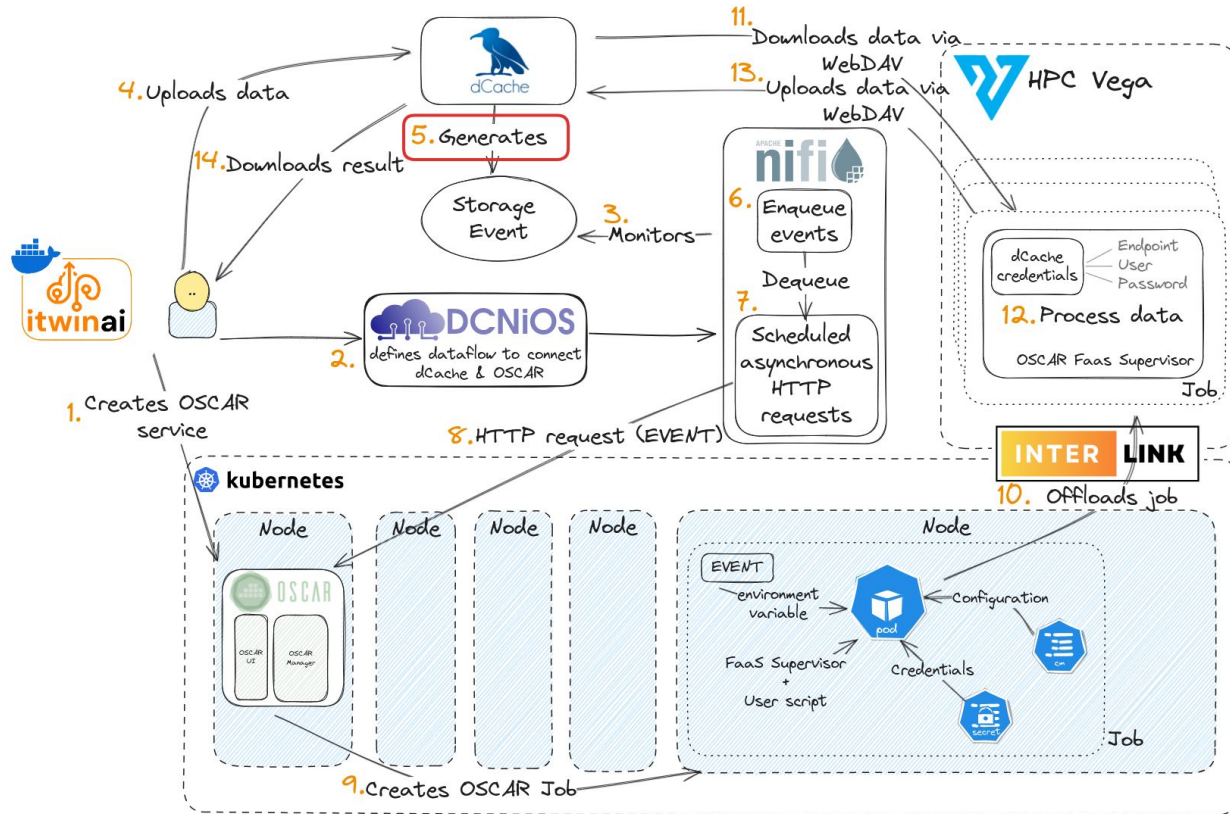 11.
Downloads data via
WebDAV
13.
Uploads data via
WebDAV
HPC Vega
dCache
4. Uploads data
5. Generates
14. Downloads result
APACHE
nifi
6.
Enqueue
events
Storage
Event
3.
Monitors
dCache
credentials
Endpoint
User
Password
Dequeue
7.
12. Process data
OSCAR FaaS Supervisor
Job
itwinai
DCNiOS
2.
defines dataflow to connect
dCache & OSCAR
Scheduled
asynchronous
HTTP
requests
1. Creates OSCAR
service
8. HTTP request (EVENT)
INTER LINK
10. Offloads job
kubernetes
Node
Node
Node
Node
Node
OSCAR
OSCAR
UI
OSCAR
Manager
EVENT
environment
variable
pod
Configuration
cm
FaaS Supervisor
+
User script
Credentials
secret
Job
9. Creates OSCAR Job